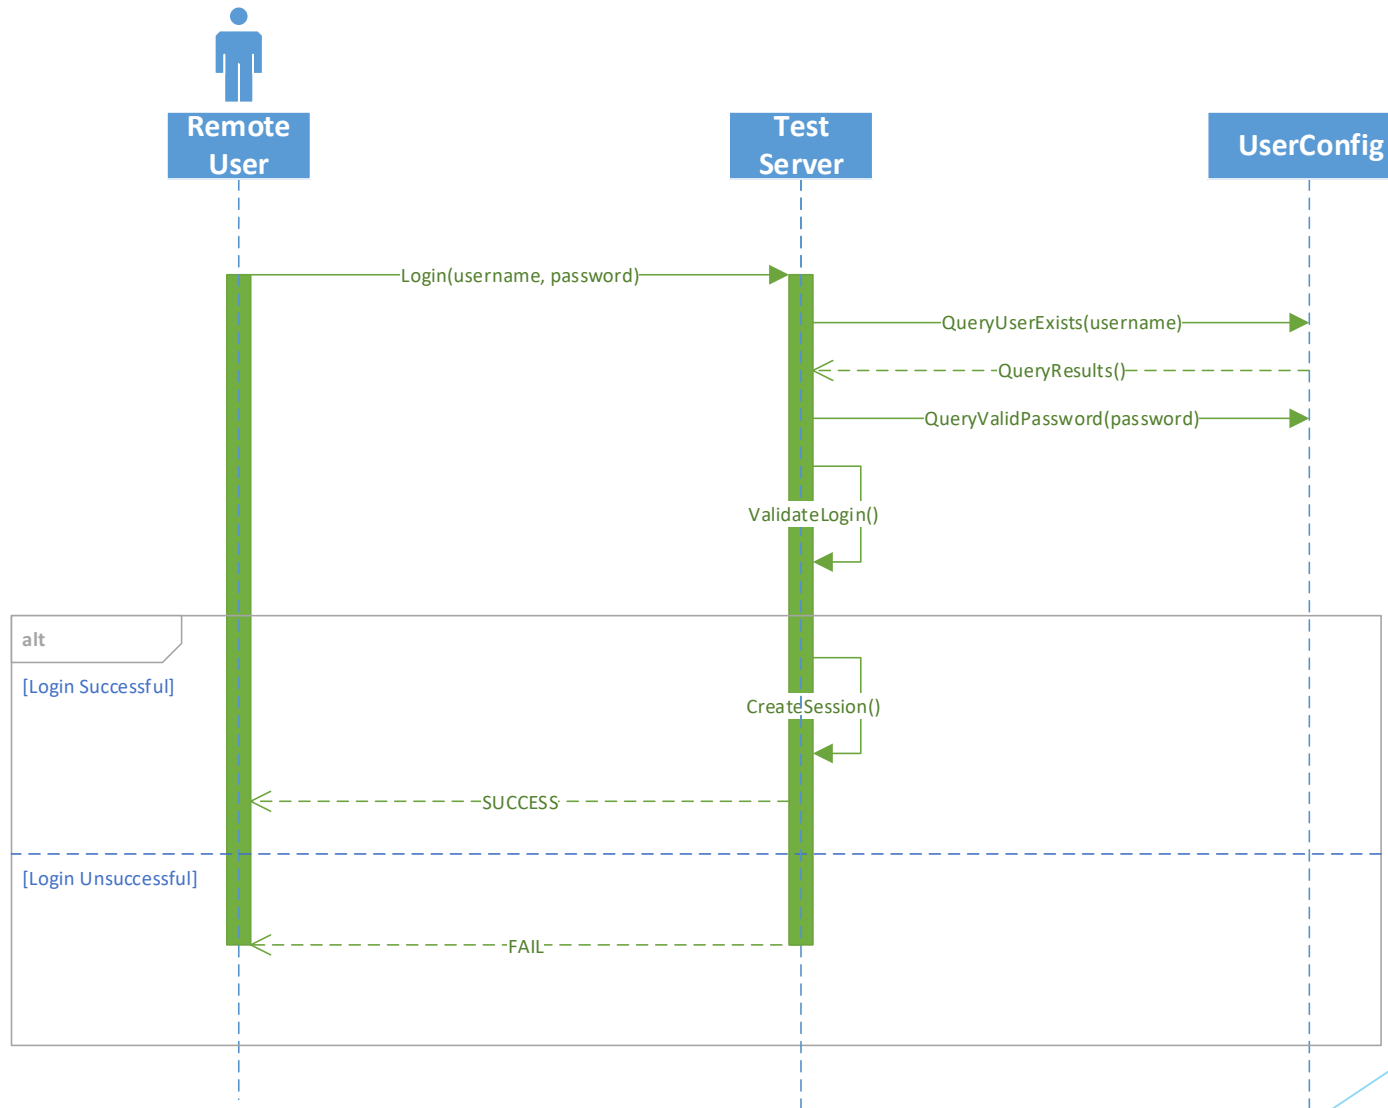 Remote
User
Test
Server
UserConfig
Login(username, password)
QueryUserExists(username)
QueryResults()
QueryValidPassword(password)
ValidateLogin()
alt
[Login Successful]
CreateSession()
SUCCESS
[Login Unsuccessful]
FAIL